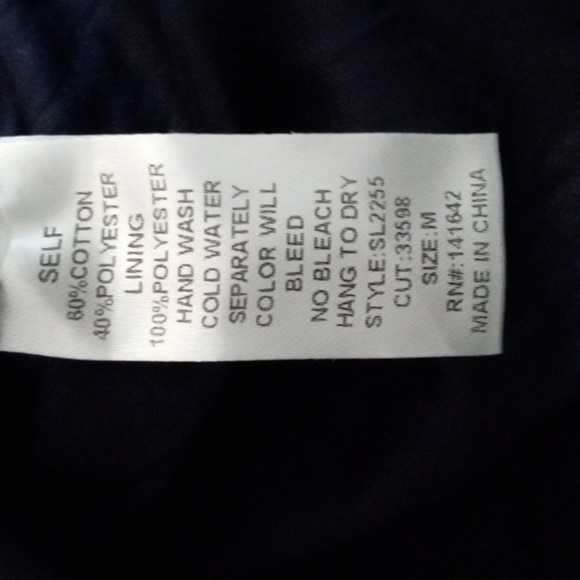 SELF
60%COTTON
40%POLYESTER
LINING
100%POLYESTER
HAND WASH
COLD WATER
SEPARATELY
COLOR WILL
BLEED
NO BLEACH
HANG TO DRY
STYLE:SL2255
CUT:33598
SIZE:M
RN#:141642
MADE IN CHINA